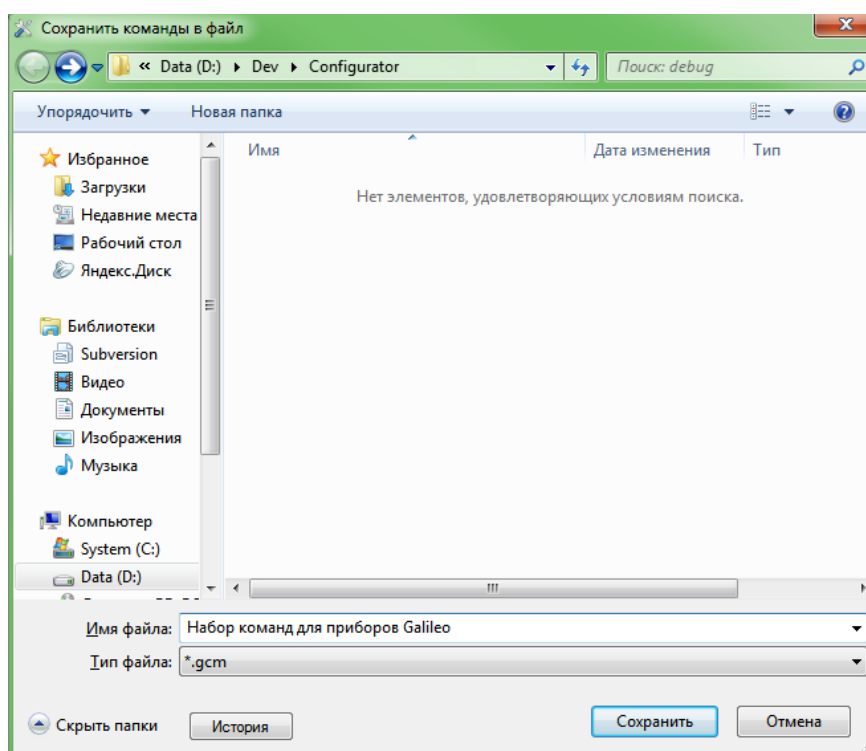 Сохранить команды в файл
« Data (D:) Dev Configurator
Поиск: debug
Упорядочить Новая папка
Имя Дата изменения Тип
Нет элементов, удовлетворяющих условиям поиска.
Избранное
Загрузки
Недавние места
Рабочий стол
Яндекс.Диск
Библиотеки
Subversion
Видео
Документы
Изображения
Музыка
Компьютер
System (C:)
Data (D:)
Имя файла: Набор команд для приборов Galileo
Тип файла: *.gcm
Скрыть папки История Сохранить Отмена